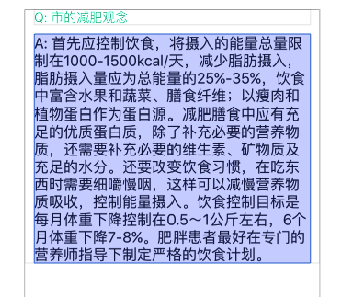 Q: 市的减肥观念
A: 首先应控制饮食，将摄入的能量总量限
制在1000-1500kcal/天，减少脂肪摄入，
脂肪摄入量应为总能量的25%-35%，饮食
中富含水果和蔬菜、膳食纤维；以瘦肉和
植物蛋白作为蛋白源。减肥膳食中应有充
足的优质蛋白质，除了补充必要的营养物
质，还需要补充必要的维生素、矿物质及
充足的水分。还要改变饮食习惯，在吃东
西时需要细嚼慢咽，这样可以减慢营养物
质吸收，控制能量摄入。饮食控制目标是
每月体重下降控制在0.5～1公斤左右，6个
月体重下降7-8%。肥胖患者最好在专门的
营养师指导下制定严格的饮食计划。